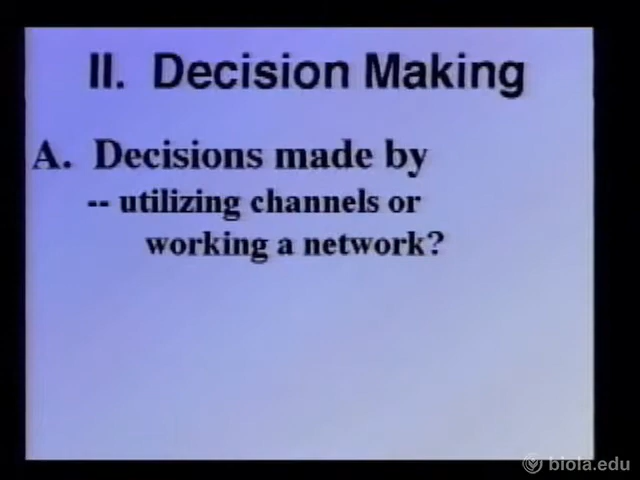 II. Decision Making
A. Decisions made by
-- utilizing channels or
working a network?
biola.edu